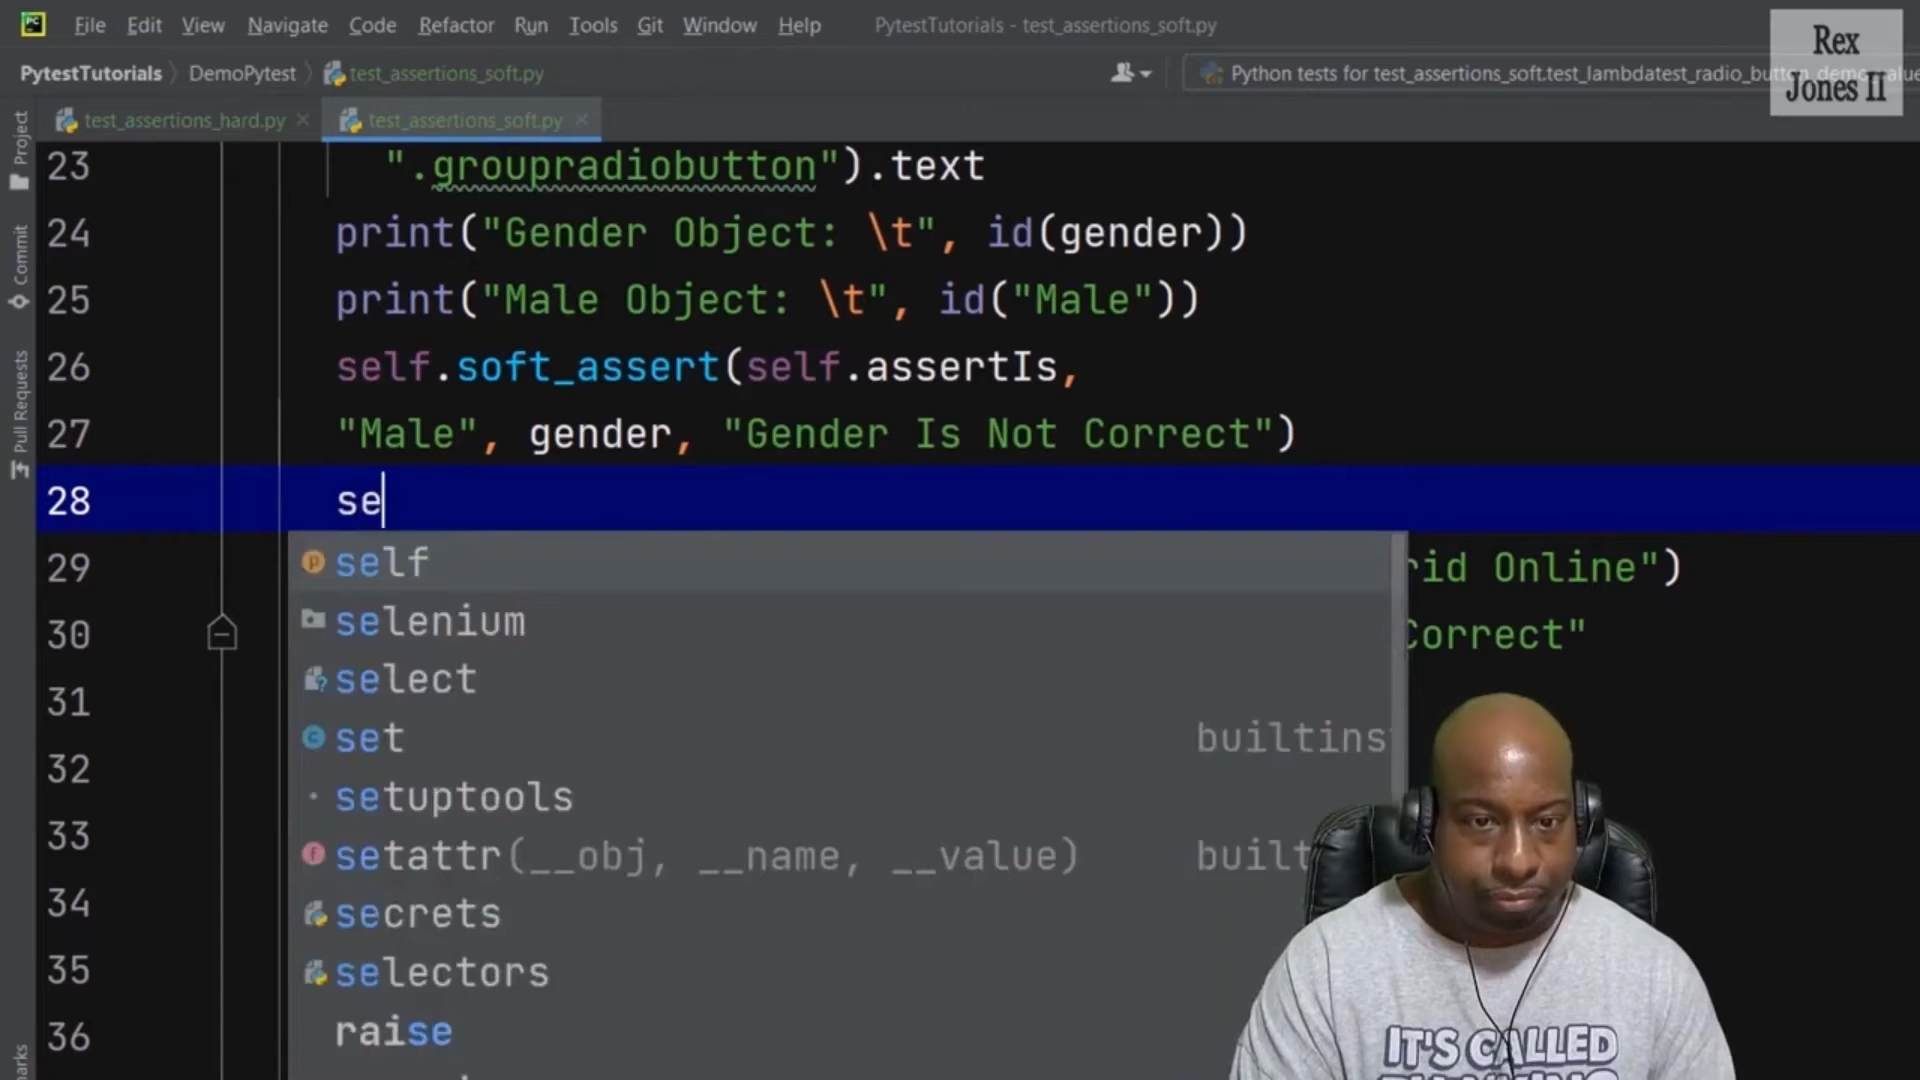 PC
File Edit View Navigate Code Refactor Run Tools Git Window Help PytestTutorials - test_assertions_soft.py
Rex
Jones II
PytestTutorials DemoPytest test_assertions_soft.py Python tests for test_assertions_soft.test_lambdatest_radio_button_demo_value
test_assertions_hard.py test_assertions_soft.py
Project
Commit
Pull Requests
23 ".groupradiobutton").text
24 print("Gender Object: \t", id(gender))
25 print("Male Object: \t", id("Male"))
26 self.soft_assert(self.assertIs,
27 "Male", gender, "Gender Is Not Correct")
28 se
29 rid Online")
30 Correct"
31
32
33
34
35
36
self
selenium
select
set builtins
setuptools
setattr(__obj, __name, __value) built
secrets
selectors
raise
IT'S CALLED